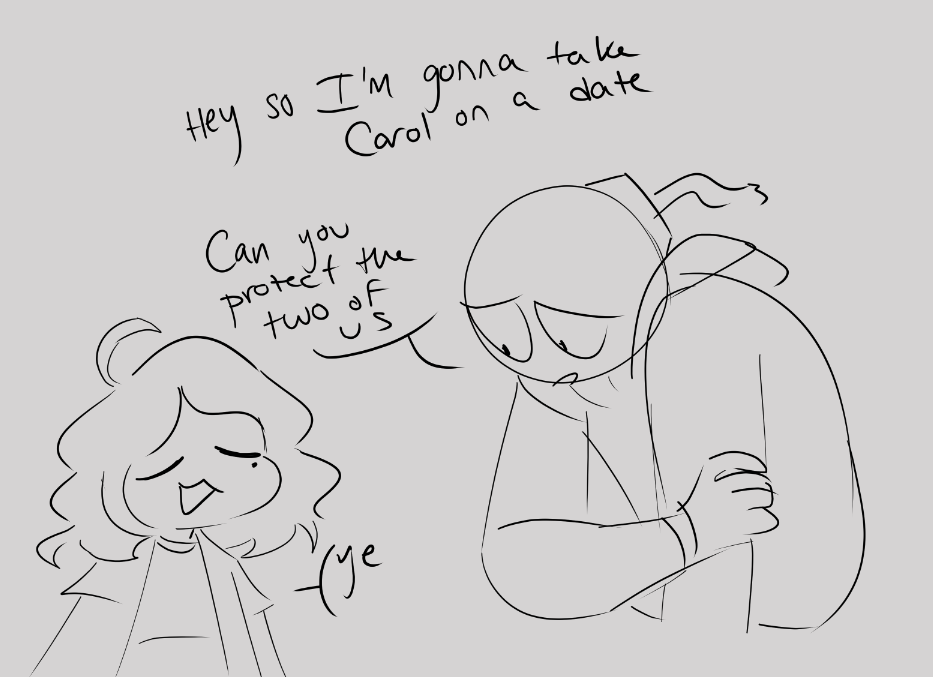 Hey so I'm gonna take
Carol on a date
Can you
protect the
two of
us
ye